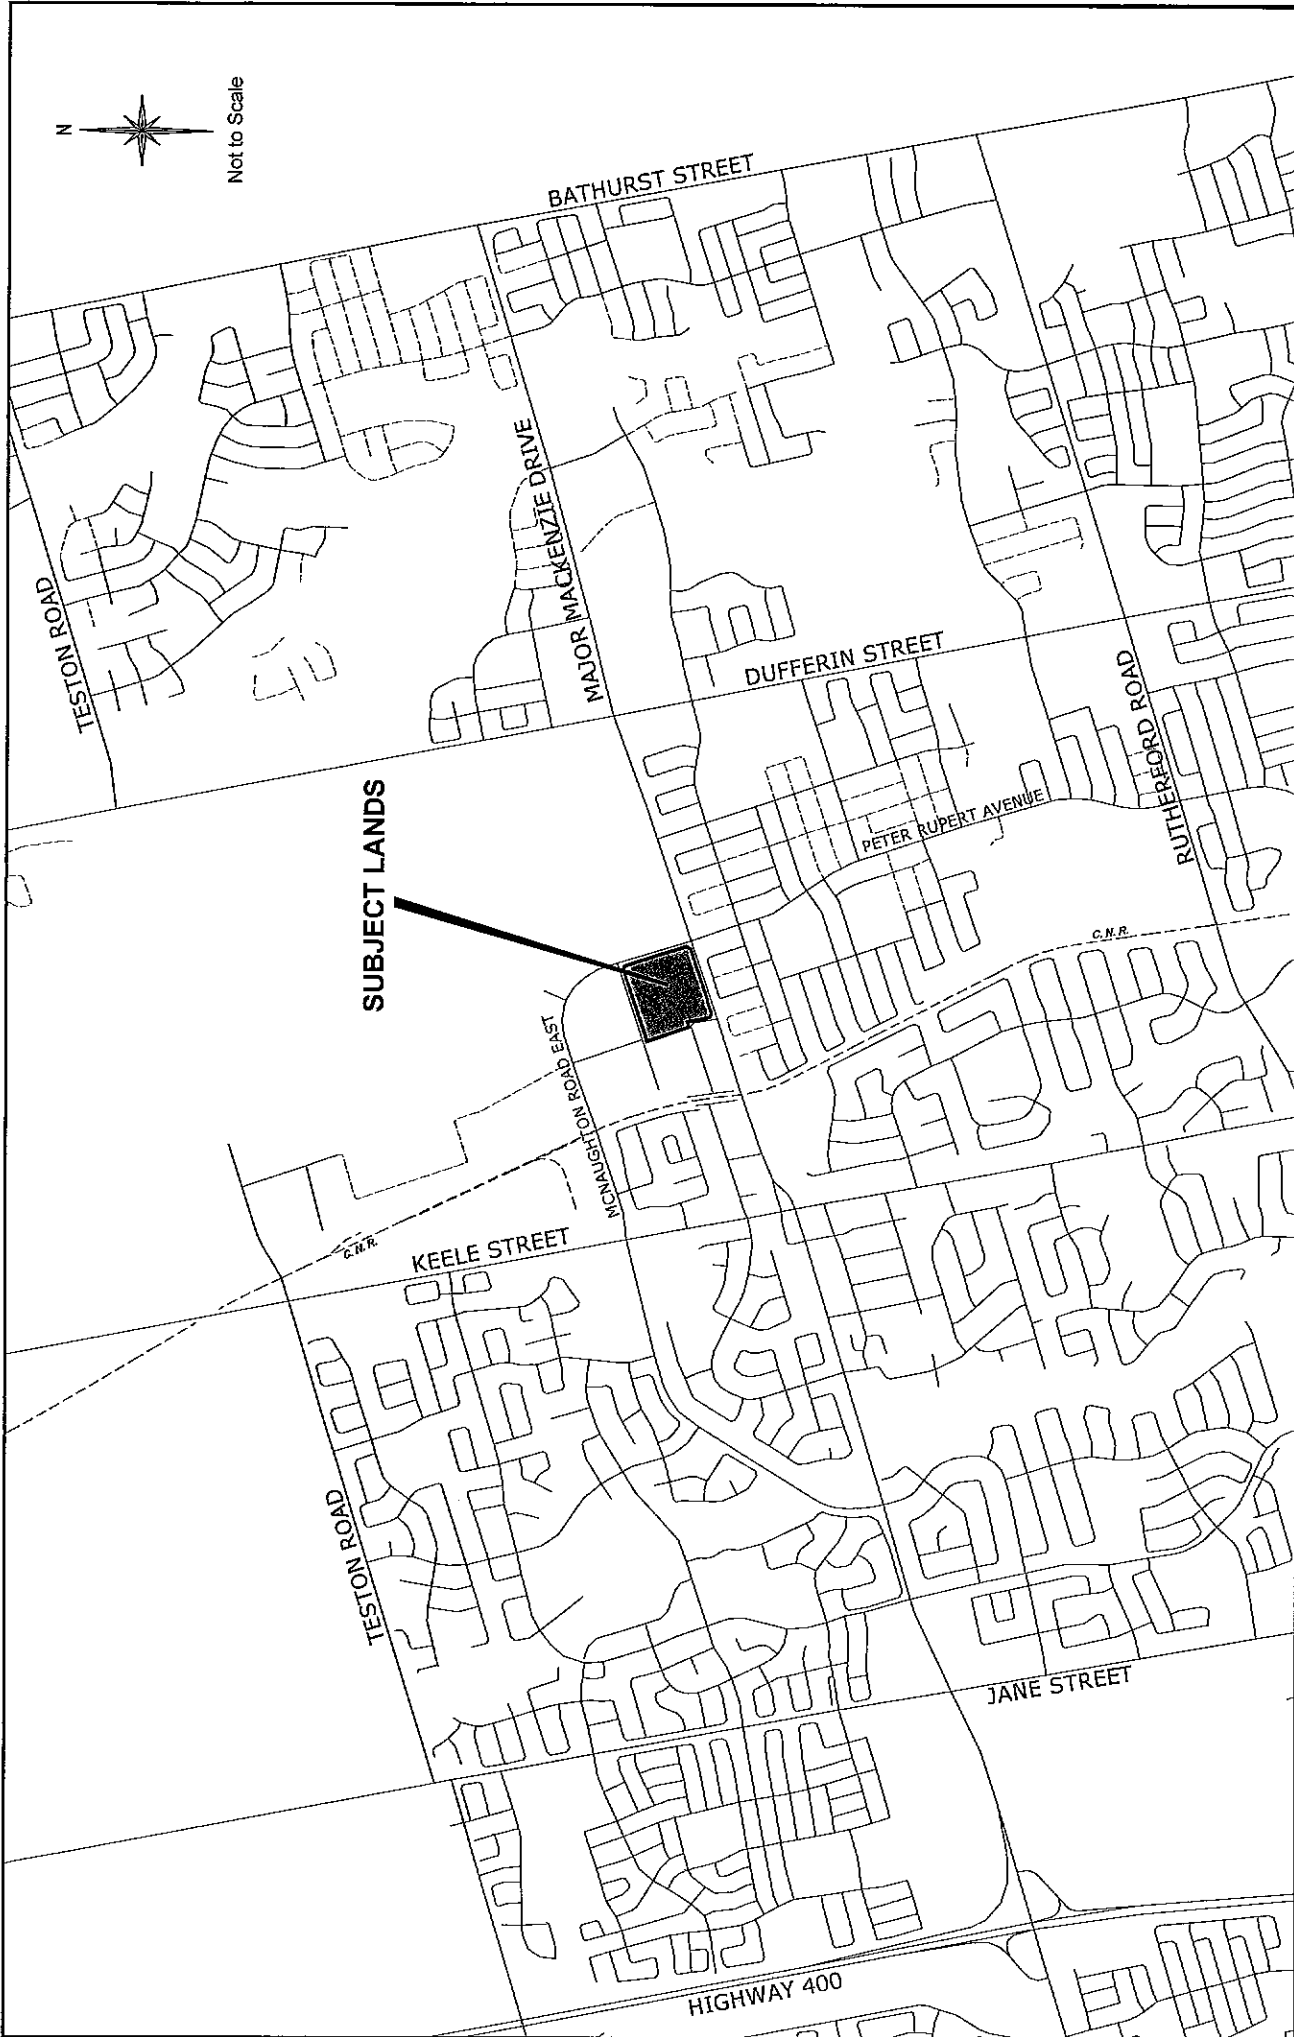 N
Not to Scale
BATHURST STREET
TESTON ROAD
MAJOR MACKENZIE DRIVE
DUFFERIN STREET
RUTHERFORD ROAD
PETER RUPERT AVENUE
SUBJECT LANDS
C.N.R.
MCNAUGHTON ROAD EAST
KEELE STREET
C.N.R.
TESTON ROAD
JANE STREET
HIGHWAY 400